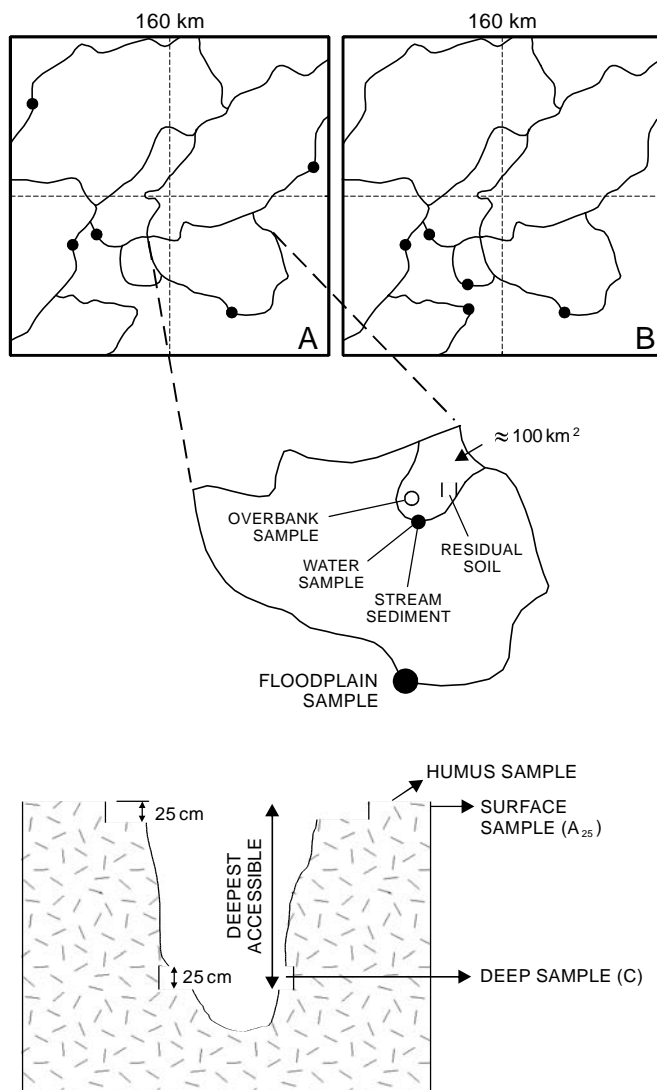 160 km
160 km
A
B
≈ 100 km²
OVERBANK
SAMPLE
WATER
SAMPLE
STREAM
SEDIMENT
RESIDUAL
SOIL
FLOODPLAIN
SAMPLE
HUMUS SAMPLE
25 cm
SURFACE
SAMPLE (A₂₅)
DEEPEST
ACCESSIBLE
25 cm
DEEP SAMPLE (C)